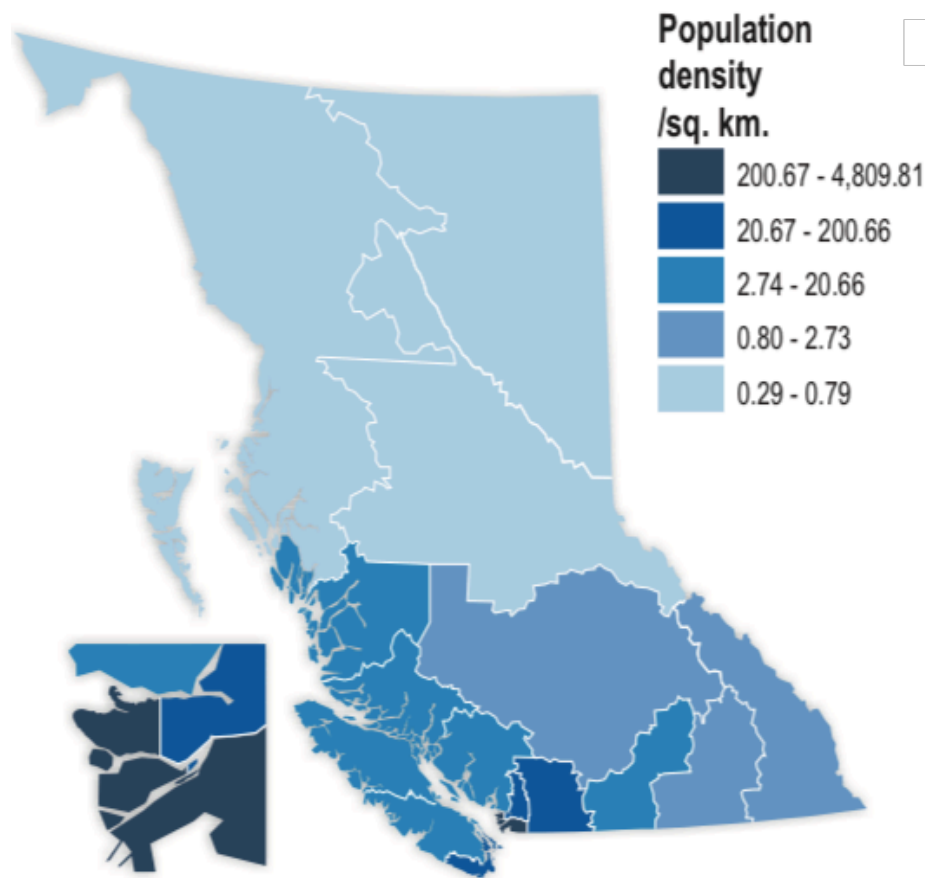 Population
density
/sq. km.
200.67 - 4,809.81
20.67 - 200.66
2.74 - 20.66
0.80 - 2.73
0.29 - 0.79